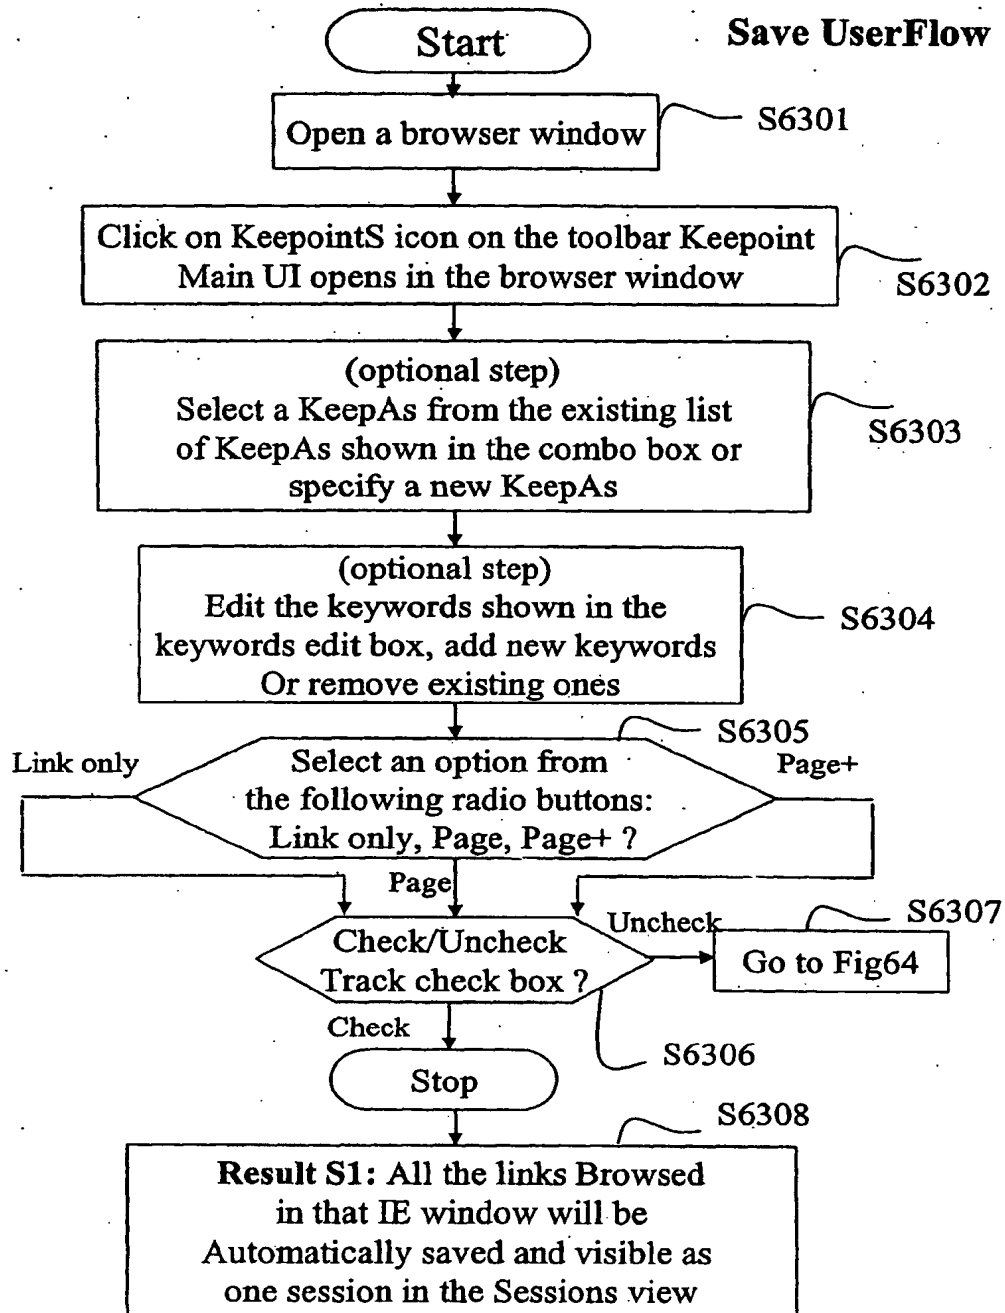 Save UserFlow
Start
Open a browser window
S6301
Click on KeepointS icon on the toolbar Keepoint
Main UI opens in the browser window
S6302
(optional step)
Select a KeepAs from the existing list
of KeepAs shown in the combo box or
specify a new KeepAs
S6303
(optional step)
Edit the keywords shown in the
keywords edit box, add new keywords
Or remove existing ones
S6304
S6305
Link only
Select an option from
the following radio buttons:
Link only, Page, Page+ ?
Page+
Page
Check/Uncheck
Track check box ?
Uncheck
S6307
Go to Fig64
Check
S6306
Stop
S6308
Result S1: All the links Browsed
in that IE window will be
Automatically saved and visible as
one session in the Sessions view